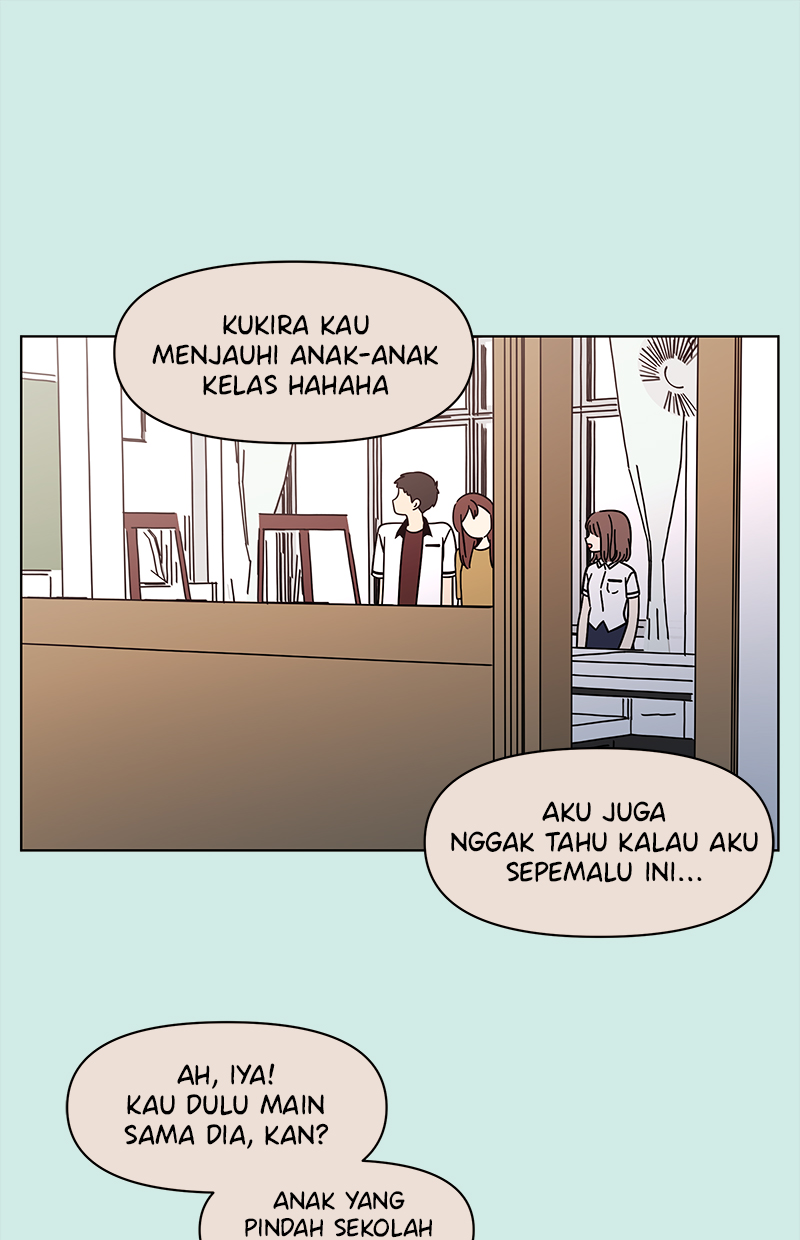 KUKIRA KAU
MENJAUHI ANAK-ANAK
KELAS HAHAHA
AKU JUGA
NGGAK TAHU KALAU AKU
SEPEMALU INI...
AH, IYA!
KAU DULU MAIN
SAMA DIA, KAN?
ANAK YANG
PINDAH SEKOLAH